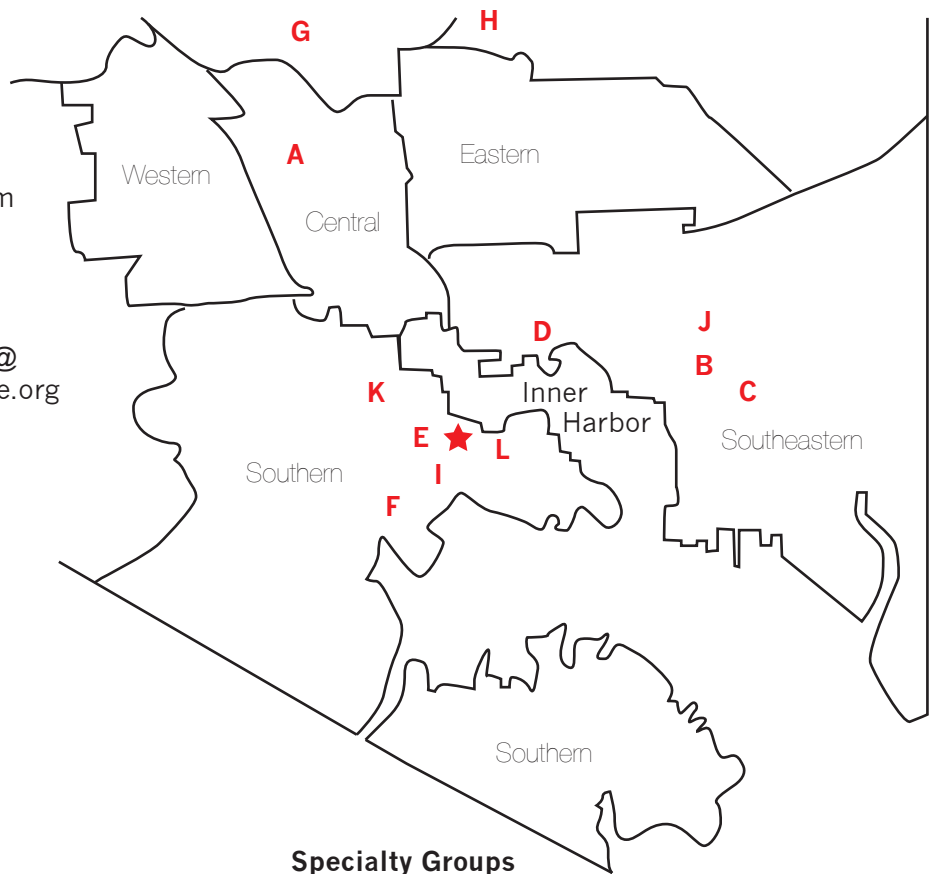 G
H
A
Western
Eastern
m
Central
J
D
@
B
e.org
K
Inner
C
Harbor
E
L
Southeastern
Southern
I
F
Southern
Specialty Groups